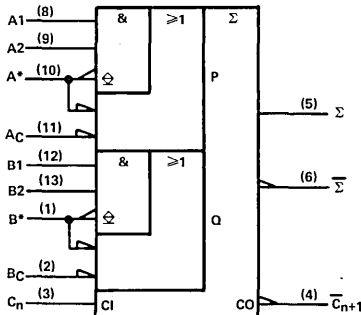 & ≥1 Σ
A1 (8)
A2 (9)
A* (10)
P
(5) Σ
AC (11)
B1 (12)
& ≥1
B2 (13)
(6) Σ̅
B* (1)
Q
BC (2)
Cn (3) CI CO (4) C̅n+1